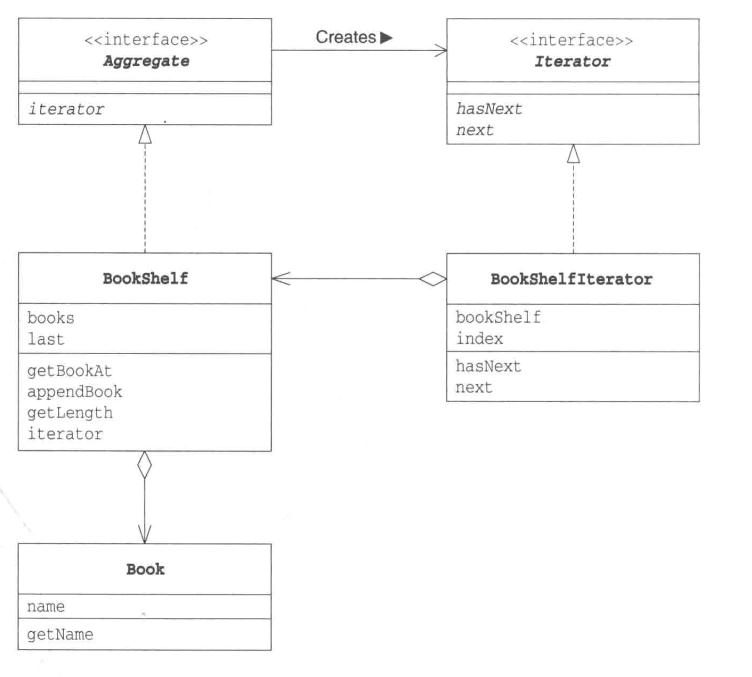 <<interface>>
Aggregate
iterator
Creates ▶
<<interface>>
Iterator
hasNext
next
BookShelf
books
last
getBookAt
appendBook
getLength
iterator
BookShelfIterator
bookShelf
index
hasNext
next
Book
name
getName